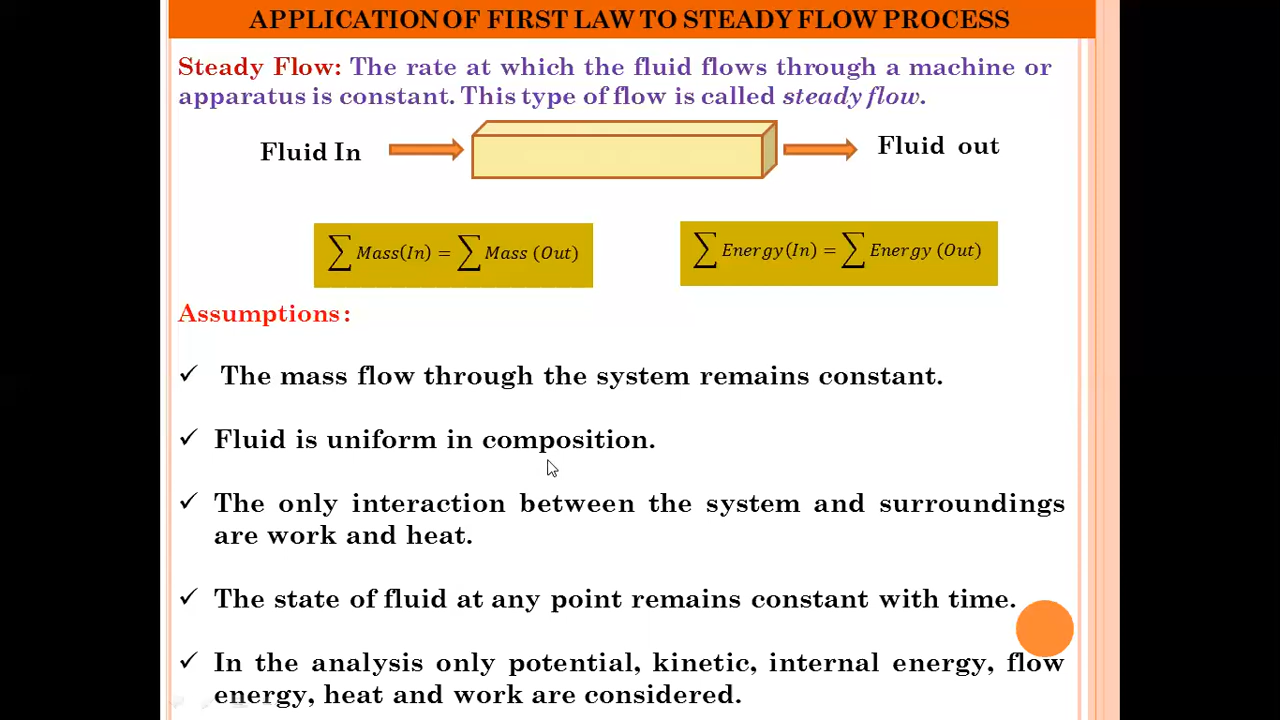 APPLICATION OF FIRST LAW TO STEADY FLOW PROCESS
Steady Flow: The rate at which the fluid flows through a machine or
apparatus is constant. This type of flow is called steady flow.
Fluid In
Fluid out
∑ Mass(In) = ∑ Mass (Out)
∑ Energy(In) = ∑ Energy (Out)
Assumptions:
✓ The mass flow through the system remains constant.
✓ Fluid is uniform in composition.
✓ The only interaction between the system and surroundings
are work and heat.
✓ The state of fluid at any point remains constant with time.
✓ In the analysis only potential, kinetic, internal energy, flow
energy, heat and work are considered.